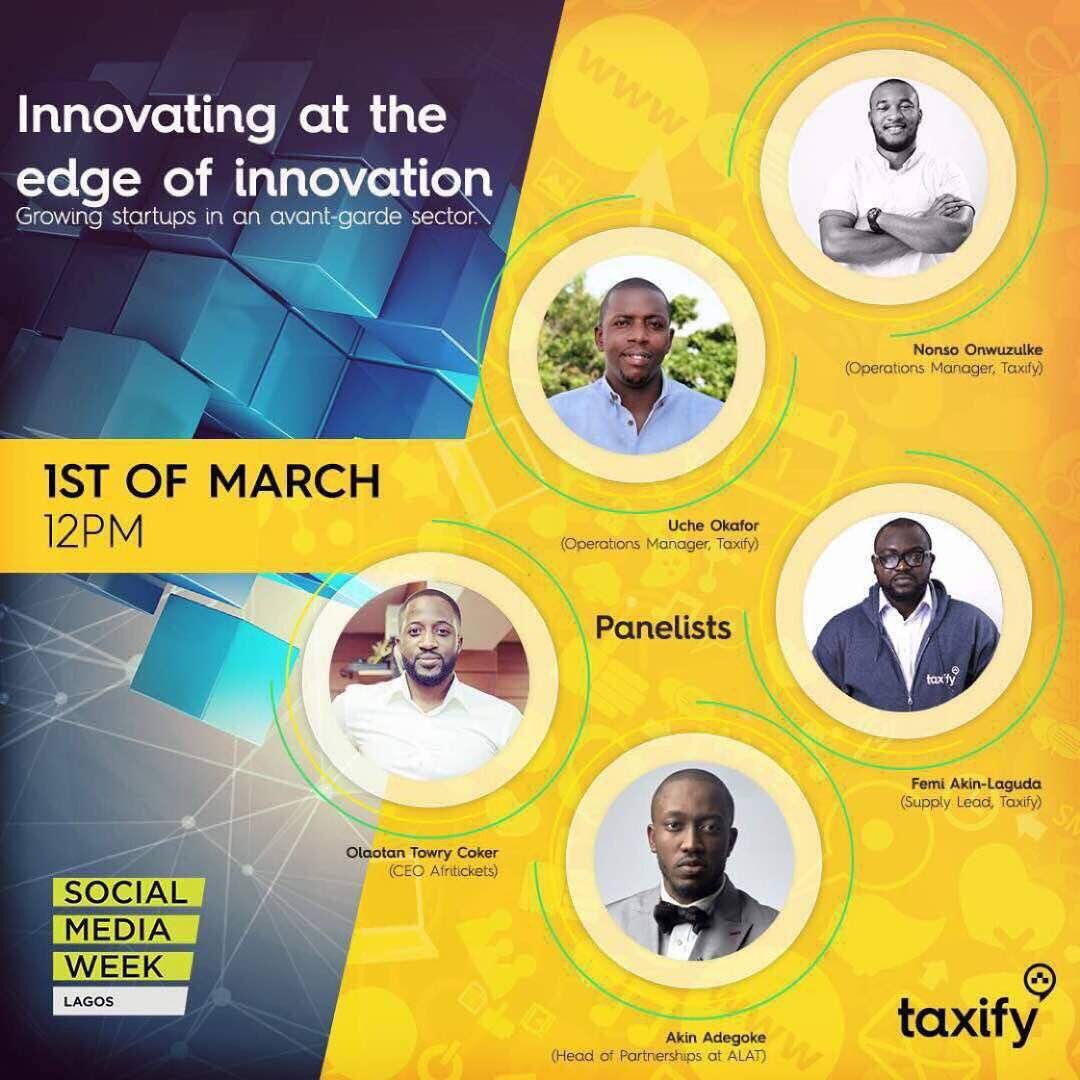 Innovating at the
edge of innovation
Growing startups in an avant-garde sector.
1ST OF MARCH
12PM
www
Nonso Onwuzulke
(Operations Manager, Taxify)
Uche Okafor
(Operations Manager, Taxify)
Panelists
taxify
Femi Akin-Laguda
(Supply Lead, Taxify)
Olaotan Towry Coker
(CEO Afritickets)
Akin Adegoke
(Head of Partnerships at ALAT)
SOCIAL
MEDIA
WEEK
LAGOS
taxify